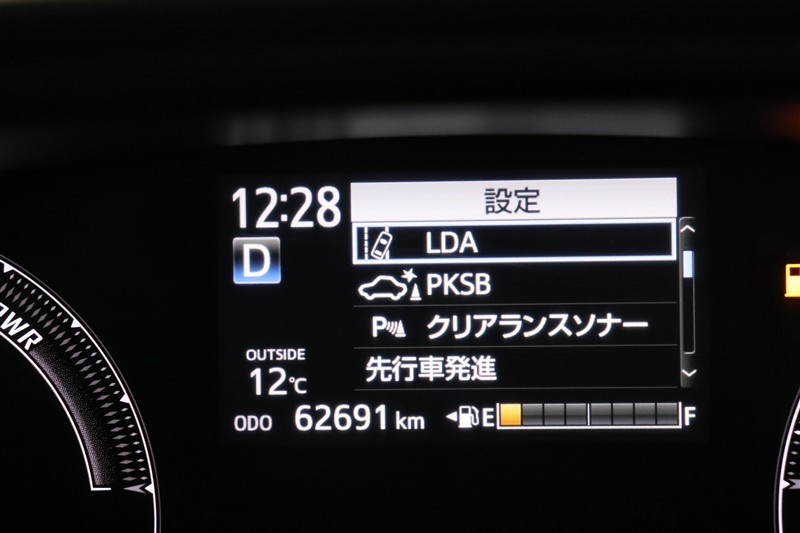 12:28
設定
D
LDA
PKSB
P クリアランスソナー
先行車発進
PWR
OUTSIDE
12℃
ODO 62691 km
E F